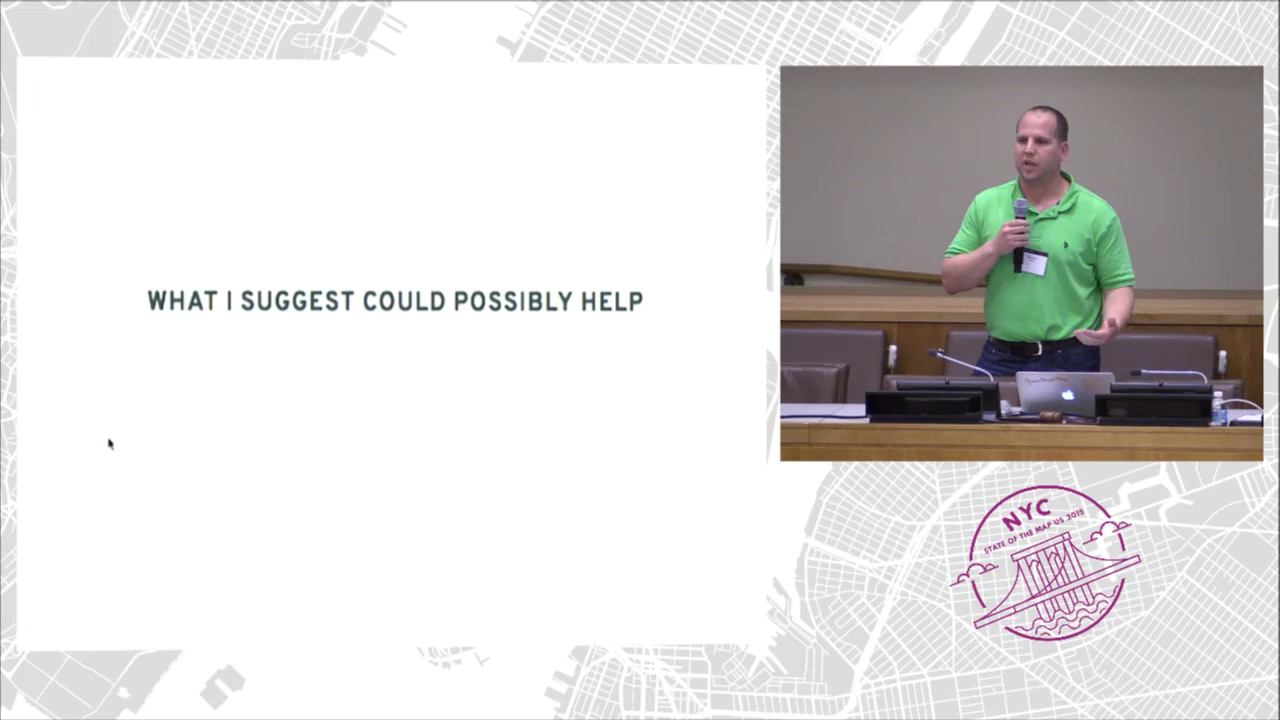 WHAT I SUGGEST COULD POSSIBLY HELP
NYC
STATE OF THE MAP US 2015